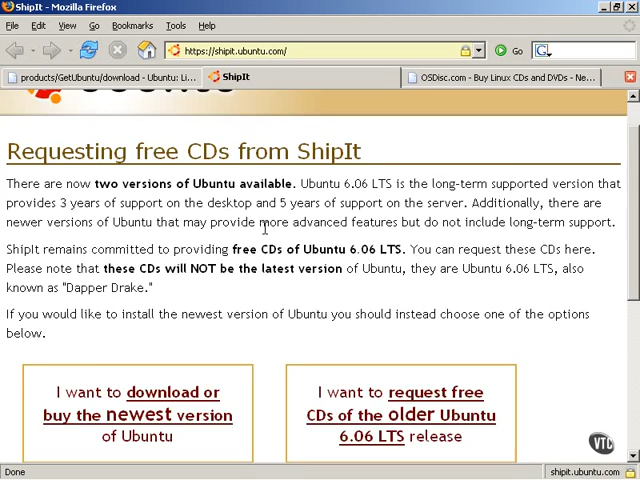 ShipIt - Mozilla Firefox
File Edit View Go Bookmarks Tools Help
https://shipit.ubuntu.com/ Go G
products/GetUbuntu/download - Ubuntu: Li... ShipIt OSDisc.com - Buy Linux CDs and DVDs - Ne...
Requesting free CDs from ShipIt
There are now two versions of Ubuntu available. Ubuntu 6.06 LTS is the long-term supported version that
provides 3 years of support on the desktop and 5 years of support on the server. Additionally, there are
newer versions of Ubuntu that may provide more advanced features but do not include long-term support.
ShipIt remains committed to providing free CDs of Ubuntu 6.06 LTS. You can request these CDs here.
Please note that these CDs will NOT be the latest version of Ubuntu, they are Ubuntu 6.06 LTS, also
known as "Dapper Drake."
If you would like to install the newest version of Ubuntu you should instead choose one of the options
below.
I want to download or
buy the newest version
of Ubuntu
I want to request free
CDs of the older Ubuntu
6.06 LTS release
VTC
Done shipit.ubuntu.com